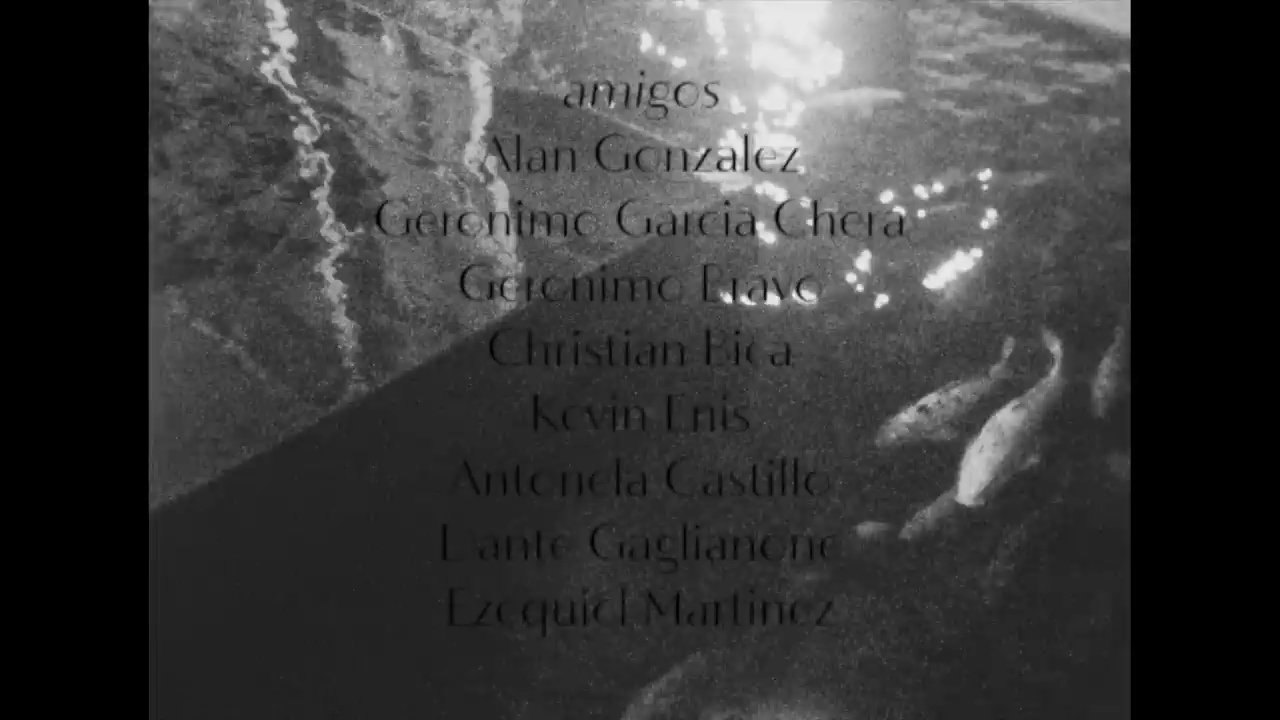 amigos
Alan Gonzalez
Geronimo Garcia Chera
Geronimo Bravo
Christian Bica
Kevin Enis
Antonela Castillo
Dante Gaglianone
Ezequiel Martinez